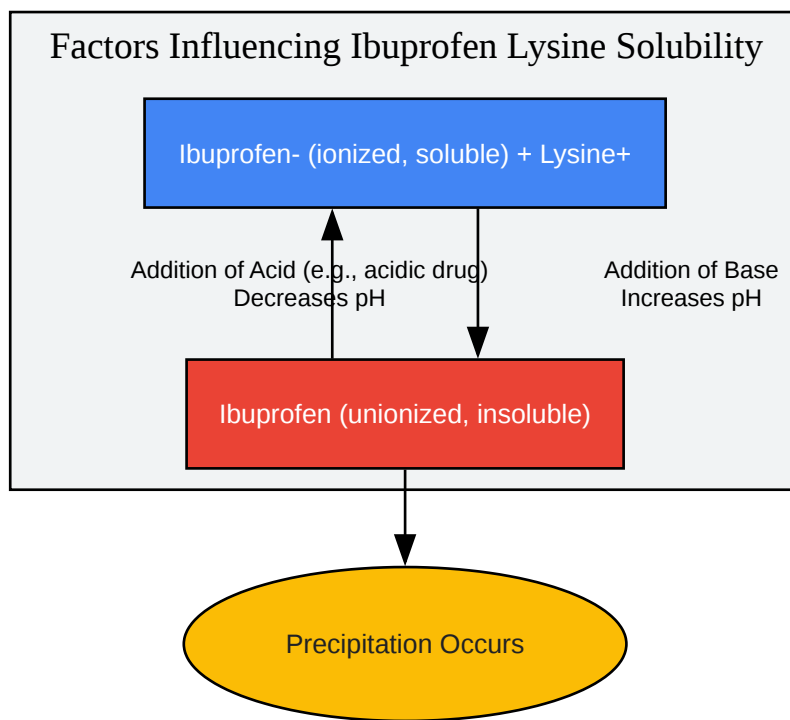 Factors Influencing Ibuprofen Lysine Solubility
Ibuprofen- (ionized, soluble) + Lysine+
Addition of Acid (e.g., acidic drug)
Decreases pH
Addition of Base
Increases pH
Ibuprofen (unionized, insoluble)
Precipitation Occurs